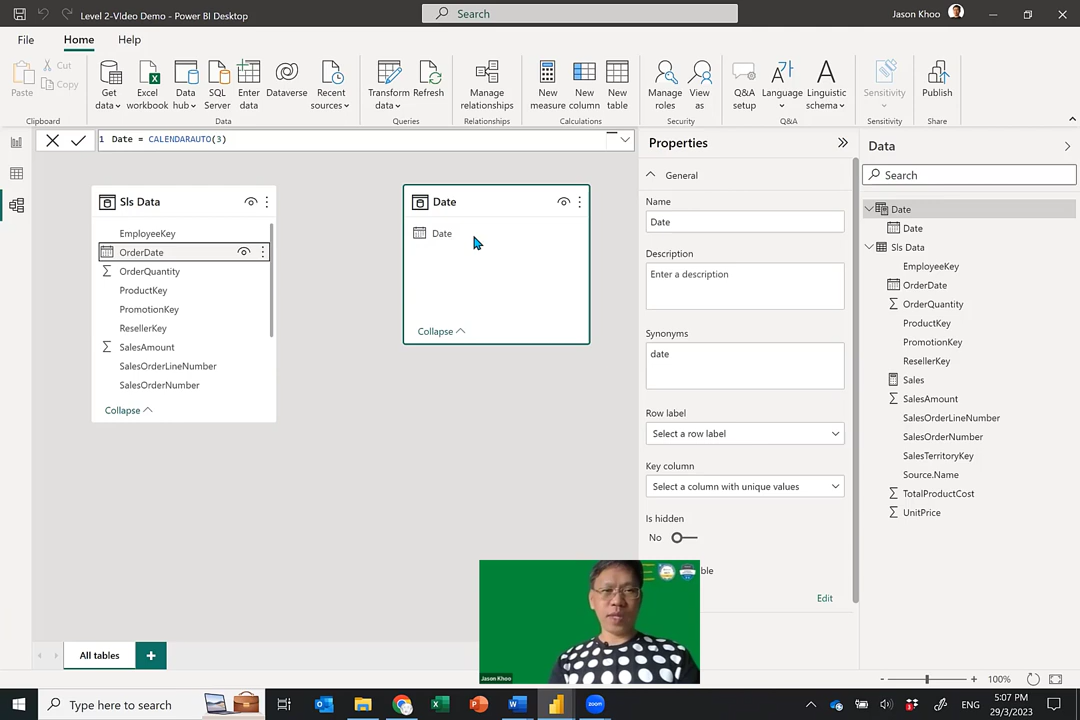 Level 2-Video Demo - Power BI Desktop
Search
Jason Khoo
File
Home
Help
Paste
Cut
Copy
Clipboard
Get data
Excel workbook
Data hub
SQL Server
Enter data
Dataverse
Recent sources
Data
Transform data
Refresh
Queries
Manage relationships
Relationships
New measure
New column
New table
Calculations
Manage roles
View as
Security
Q&A setup
Language
Linguistic schema
Q&A
Sensitivity
Sensitivity
Publish
Share
1 Date = CALENDARAUTO(3)
Sls Data
EmployeeKey
OrderDate
OrderQuantity
ProductKey
PromotionKey
ResellerKey
SalesAmount
SalesOrderLineNumber
SalesOrderNumber
Collapse
Date
Date
Collapse
Properties
General
Name
Date
Description
Enter a description
Synonyms
date
Row label
Select a row label
Key column
Select a column with unique values
Is hidden
No
ble
Edit
Data
Search
Date
Date
Sls Data
EmployeeKey
OrderDate
OrderQuantity
ProductKey
PromotionKey
ResellerKey
Sales
SalesAmount
SalesOrderLineNumber
SalesOrderNumber
SalesTerritoryKey
Source.Name
TotalProductCost
UnitPrice
Jason Khoo
All tables
100%
Type here to search
zoom
ENG
5:07 PM
29/3/2023